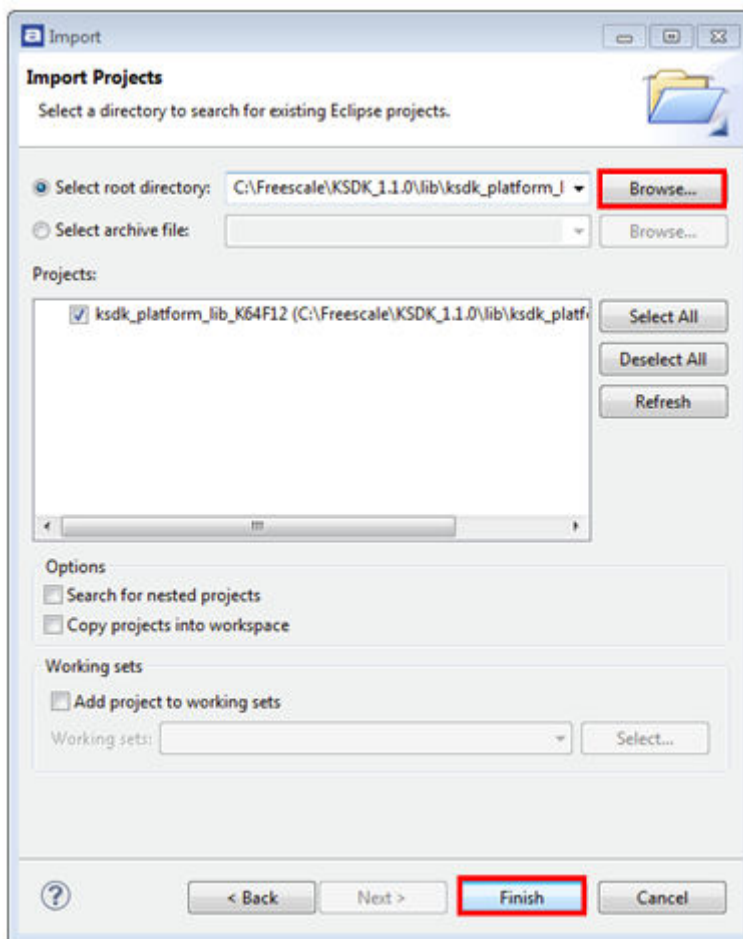 Import
Import Projects
Select a directory to search for existing Eclipse projects.
Select root directory: C:\Freescale\KSDK_1.1.0\lib\ksdk_platform_l Browse...
Select archive file: Browse...
Projects:
ksdk_platform_lib_K64F12 (C:\Freescale\KSDK_1.1.0\lib\ksdk_platf
Select All
Deselect All
Refresh
Options
Search for nested projects
Copy projects into workspace
Working sets
Add project to working sets
Working sets: Select...
< Back Next > Finish Cancel